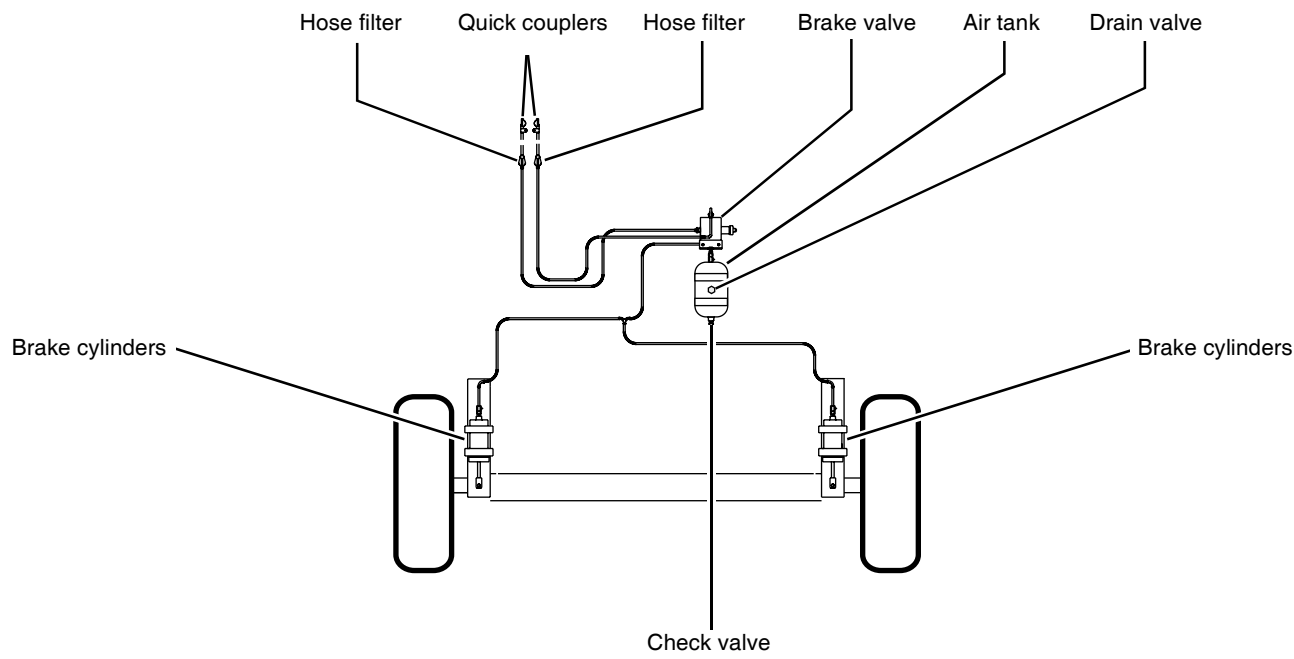 Hose filter
Quick couplers
Hose filter
Brake valve
Air tank
Drain valve
Brake cylinders
Brake cylinders
Check valve